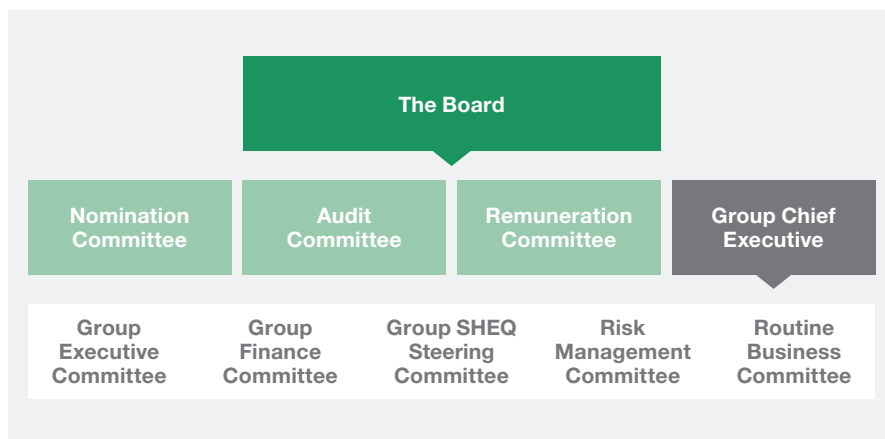 The Board
Nomination
Committee
Audit
Committee
Remuneration
Committee
Group Chief
Executive
Group
Executive
Committee
Group
Finance
Committee
Group SHEQ
Steering
Committee
Risk
Management
Committee
Routine
Business
Committee